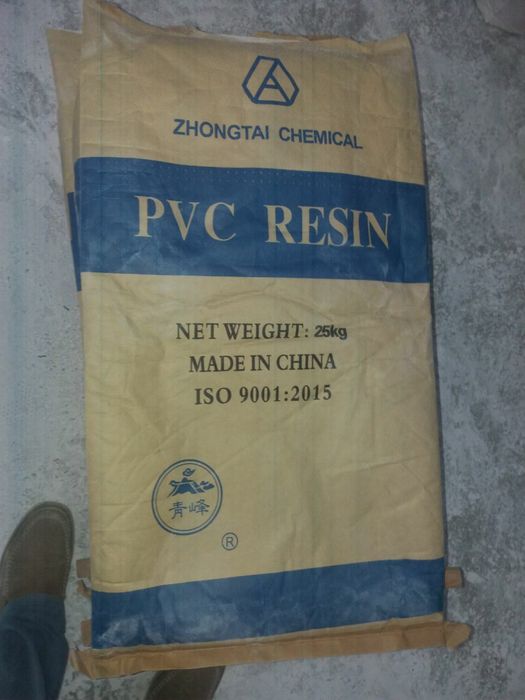 ZHONGTAI CHEMICAL
PVC RESIN
NET WEIGHT: 25kg
MADE IN CHINA
ISO 9001:2015
青峰
®